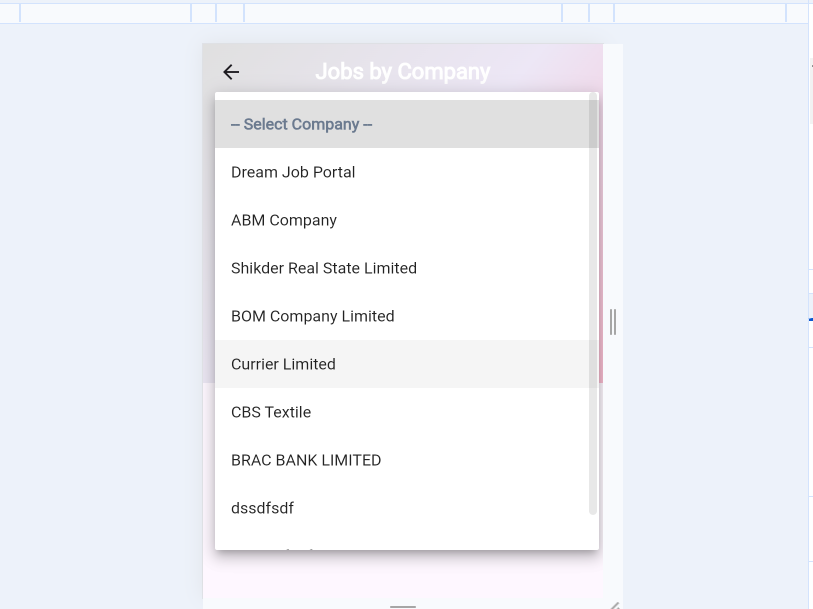 Jobs by Company
-- Select Company --
Dream Job Portal
ABM Company
Shikder Real State Limited
BOM Company Limited
Currier Limited
CBS Textile
BRAC BANK LIMITED
dssdfsdf